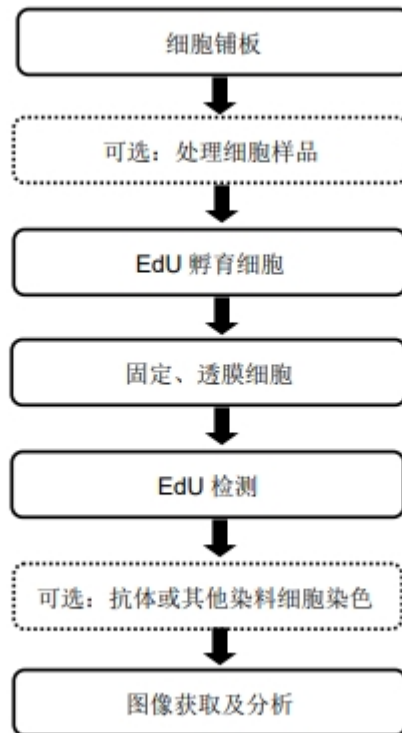 细胞铺板
可选：处理细胞样品
EdU 孵育细胞
固定、透膜细胞
EdU 检测
可选：抗体或其他染料细胞染色
图像获取及分析